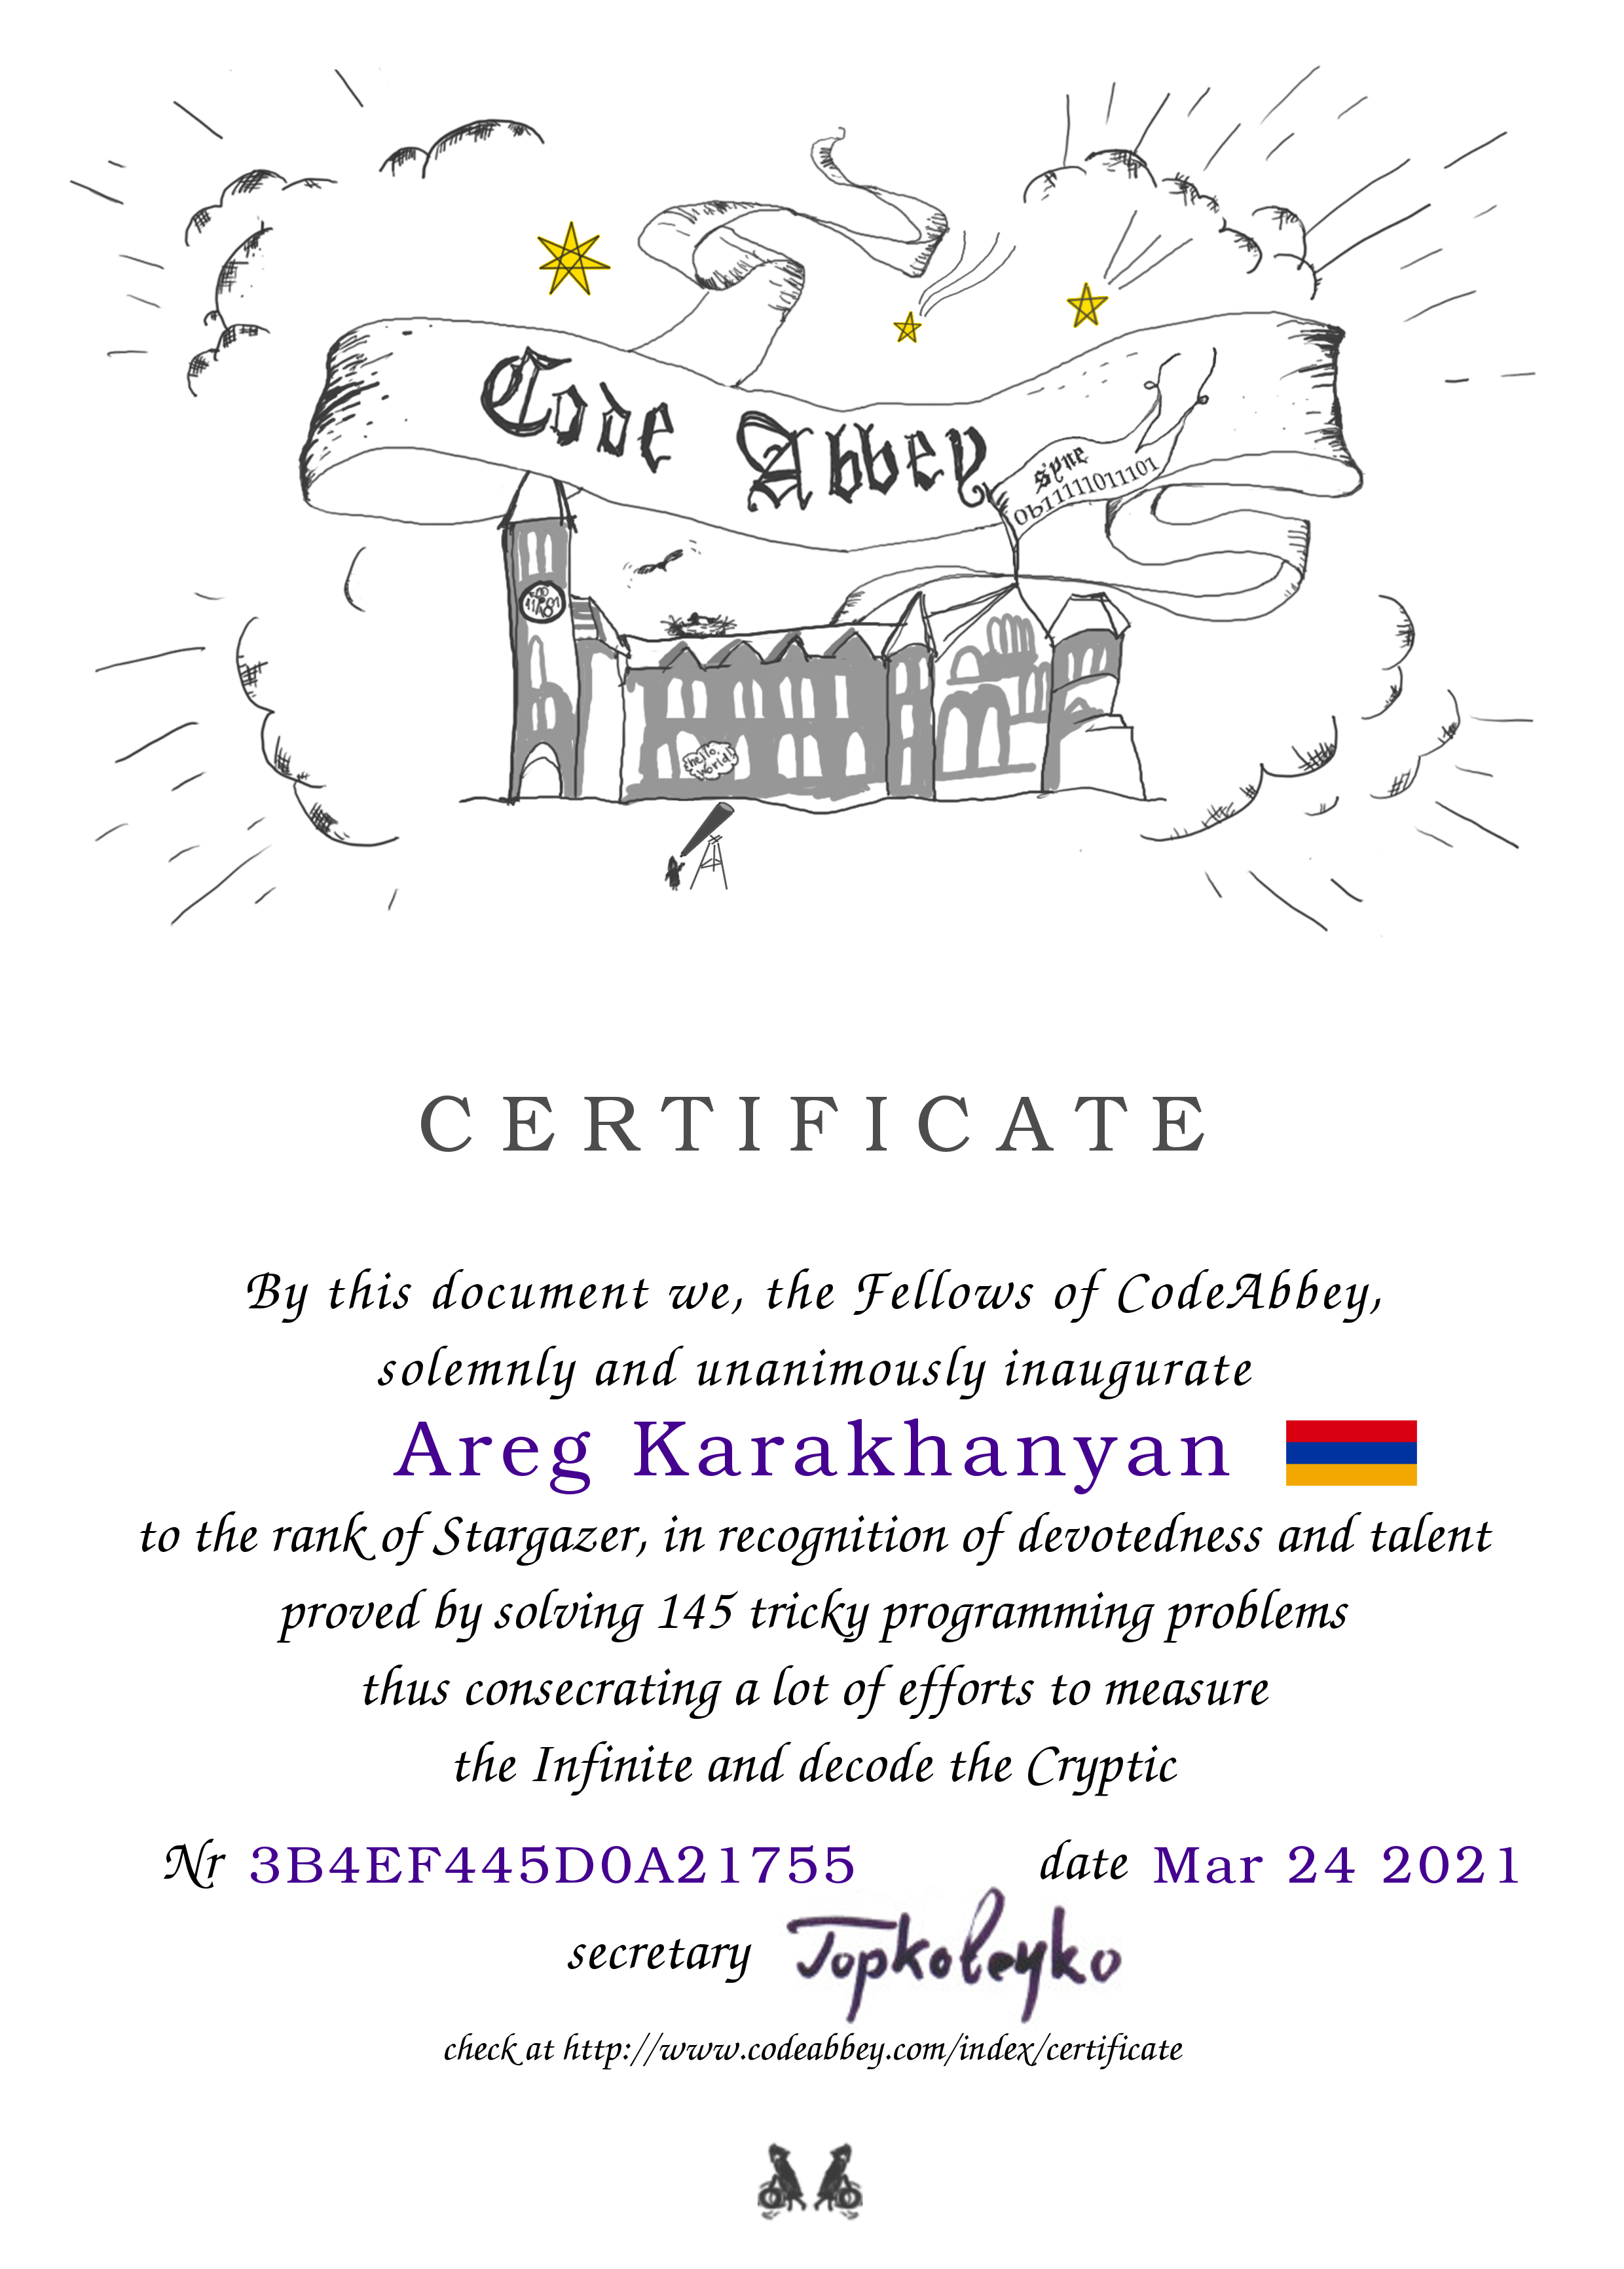 Code Abbey
syne
0b11111011101
hello,
world!
CERTIFICATE
By this document we, the Fellows of CodeAbbey,
solemnly and unanimously inaugurate
Areg Karakhanyan
to the rank of Stargazer, in recognition of devotedness and talent
proved by solving 145 tricky programming problems
thus consecrating a lot of efforts to measure
the Infinite and decode the Cryptic
Nr 3B4EF445D0A21755 date Mar 24 2021
secretary
check at http://www.codeabbey.com/index/certificate